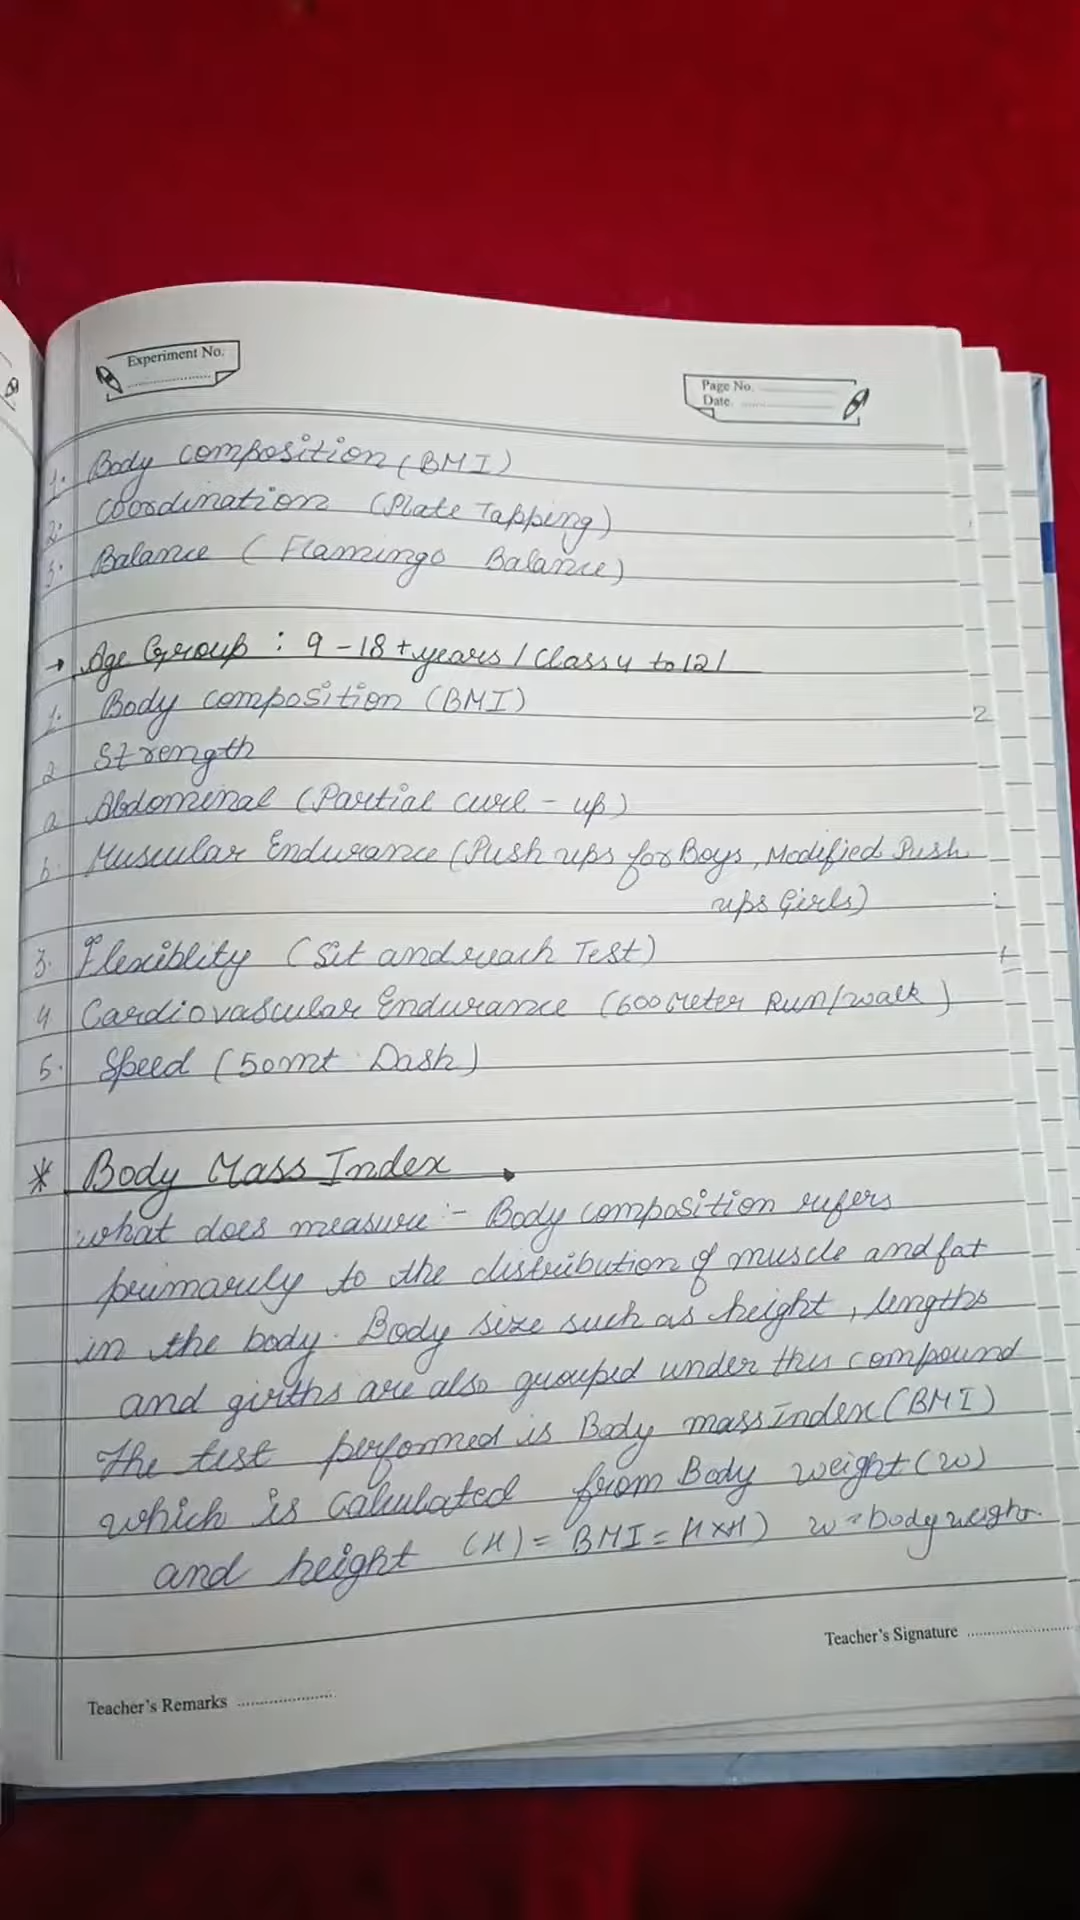 Experiment No.
Page No.
Date.
1. Body composition (BMI)
2. Coordination (Plate Tapping)
3. Balance ( Flamingo Balance)
→ Age Group : 9-18+years / Class 4 to 12/
1. Body composition (BMI)
2 Strength
a Abdominal (Partial curl-up)
b. Muscular Endurance (Push ups for Boys, Modified Push
ups Girls)
3. Flexiblity (Sit and reach Test)
4 Cardiovascular Endurance (600 Meter Run/walk)
5. Speed (50mt Dash)
* Body Mass Index
what does measure :- Body composition refers
primarily to the distribution of muscle and fat
in the body. Body size such as height, lengths
and girths are also grouped under this compound
The test performed is Body mass Index (BMI)
which is calculated from Body weight (w)
and height (H) = BMI = H×H) w = body weight.
Teacher's Signature
Teacher's Remarks
2